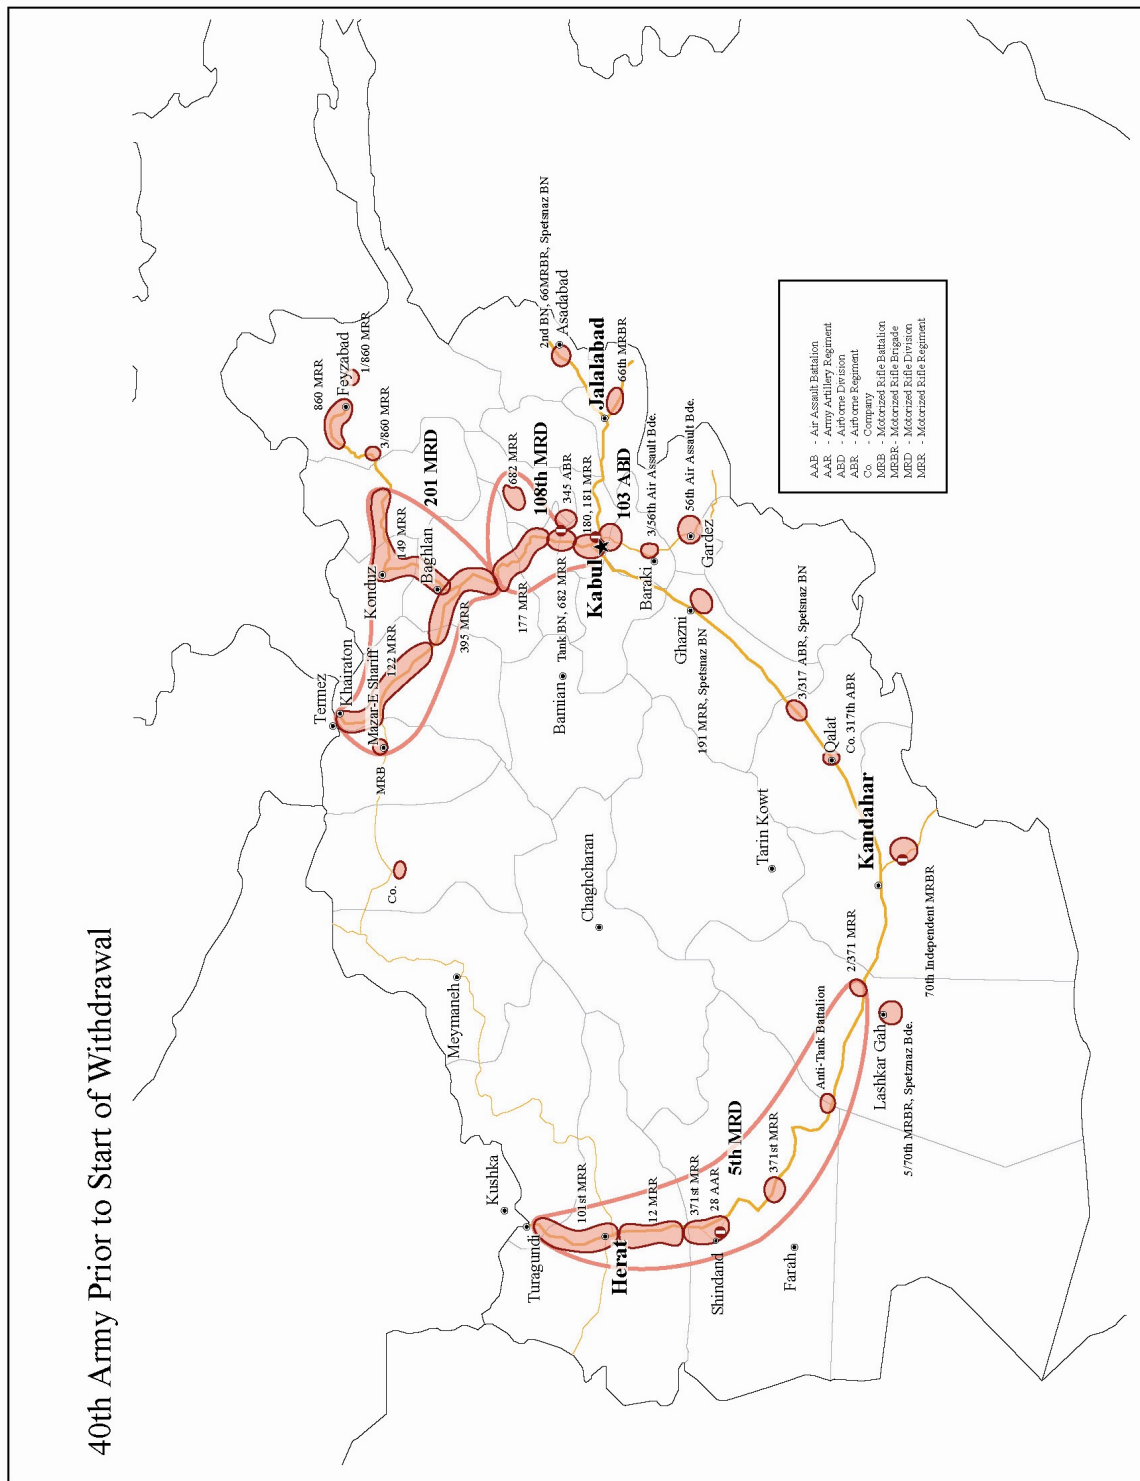 40th Army Prior to Start of Withdrawal
Termez
Khairaton
Mazar-E Shariff
MRB
Co.
122 MRR
Konduz
149 MRR
Baghlan
395 MRR
201 MRD
860 MRR
Feyzabad
1/860 MRR
3/860 MRR
682 MRR
108th MRD
345 ABR
177 MRR
180, 181 MRR
Tank BN, 682 MRR
Bamian
Kabul
103 ABD
2nd BN, 66MRBR, Spetsnaz BN
Asadabad
Jalalabad
66th MRBR
3/56th Air Assault Bde.
Baraki
56th Air Assault Bde.
Gardez
Ghazni
191 MRR, Spetsnaz BN
3/317 ABR, Spetsnaz BN
Qalat
Co. 317th ABR
Tarin Kowt
Chaghcharan
Meymaneh
Kandahar
70th Independent MRBR
2/371 MRR
Lashkar Gah
5/70th MRBR, Spetznaz Bde.
Anti-Tank Battalion
5th MRD
371st MRR
Kushka
Turagundi
101st MRR
Herat
12 MRR
371st MRR
28 AAR
Shindand
Farah
AAB - Air Assault Battalion
AAR - Army Artillery Regiment
ABD - Airborne Division
ABR - Airborne Regiment
Co. - Company
MRB - Motorized Rifle Battalion
MRBR - Motorized Rifle Brigade
MRD - Motorized Rifle Division
MRR - Motorized Rifle Regiment